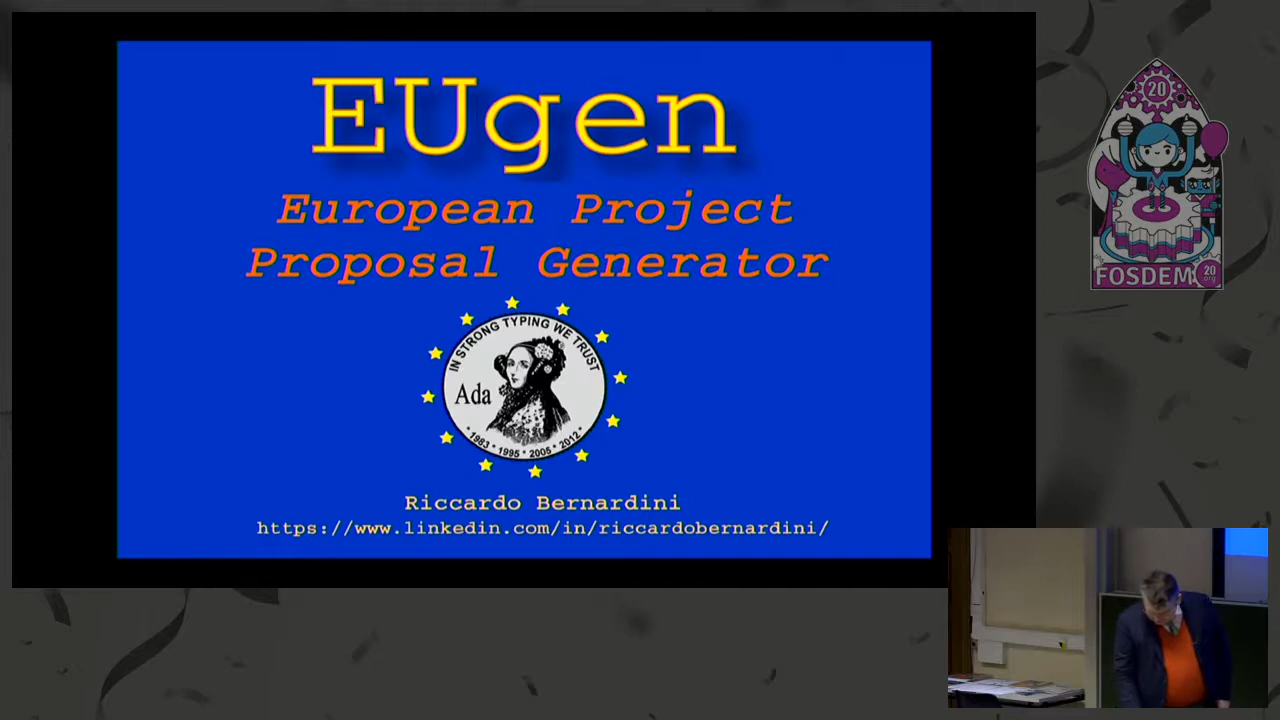 EUgen
European Project
Proposal Generator
IN STRONG TYPING WE TRUST
Ada
* 1983 * 1995 * 2005 * 2012 *
Riccardo Bernardini
https://www.linkedin.com/in/riccardobernardini/
20
FOSDEM
20
.org